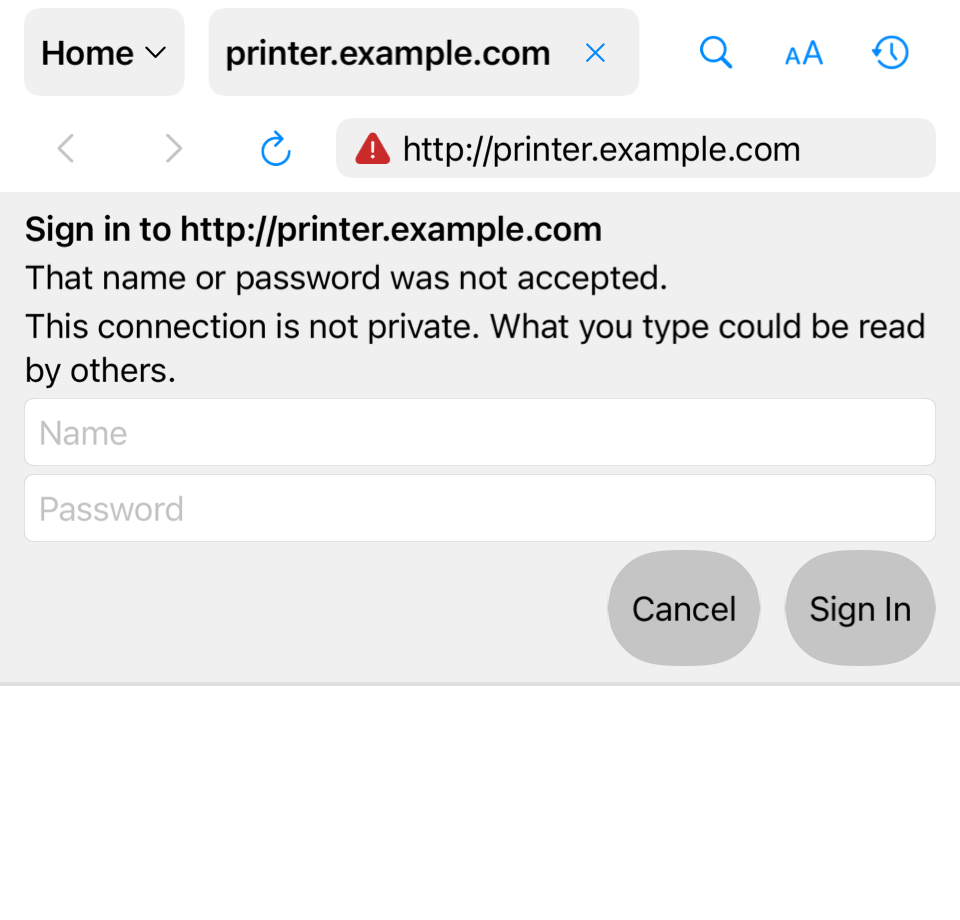 Home
printer.example.com
AA
http://printer.example.com
Sign in to http://printer.example.com
That name or password was not accepted.
This connection is not private. What you type could be read
by others.
Name
Password
Cancel
Sign In